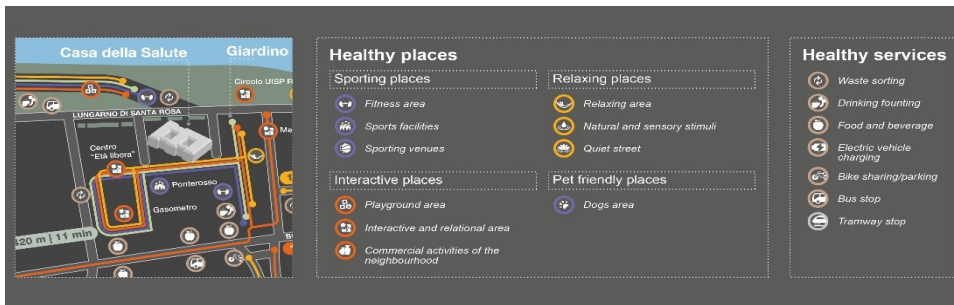 Casa della Salute
Giardino
Circolo UISP R
LUNGARNO DI SANTA ROSA
Centro
"Età libera"
Ponterosso
Gasometro
420 m | 11 min
Healthy places
Sporting places
Fitness area
Sports facilities
Sporting venues
Interactive places
Playground area
Interactive and relational area
Commercial activities of the
neighbourhood
Relaxing places
Relaxing area
Natural and sensory stimuli
Quiet street
Pet friendly places
Dogs area
Healthy services
Waste sorting
Drinking founting
Food and beverage
Electric vehicle
charging
Bike sharing/parking
Bus stop
Tramway stop